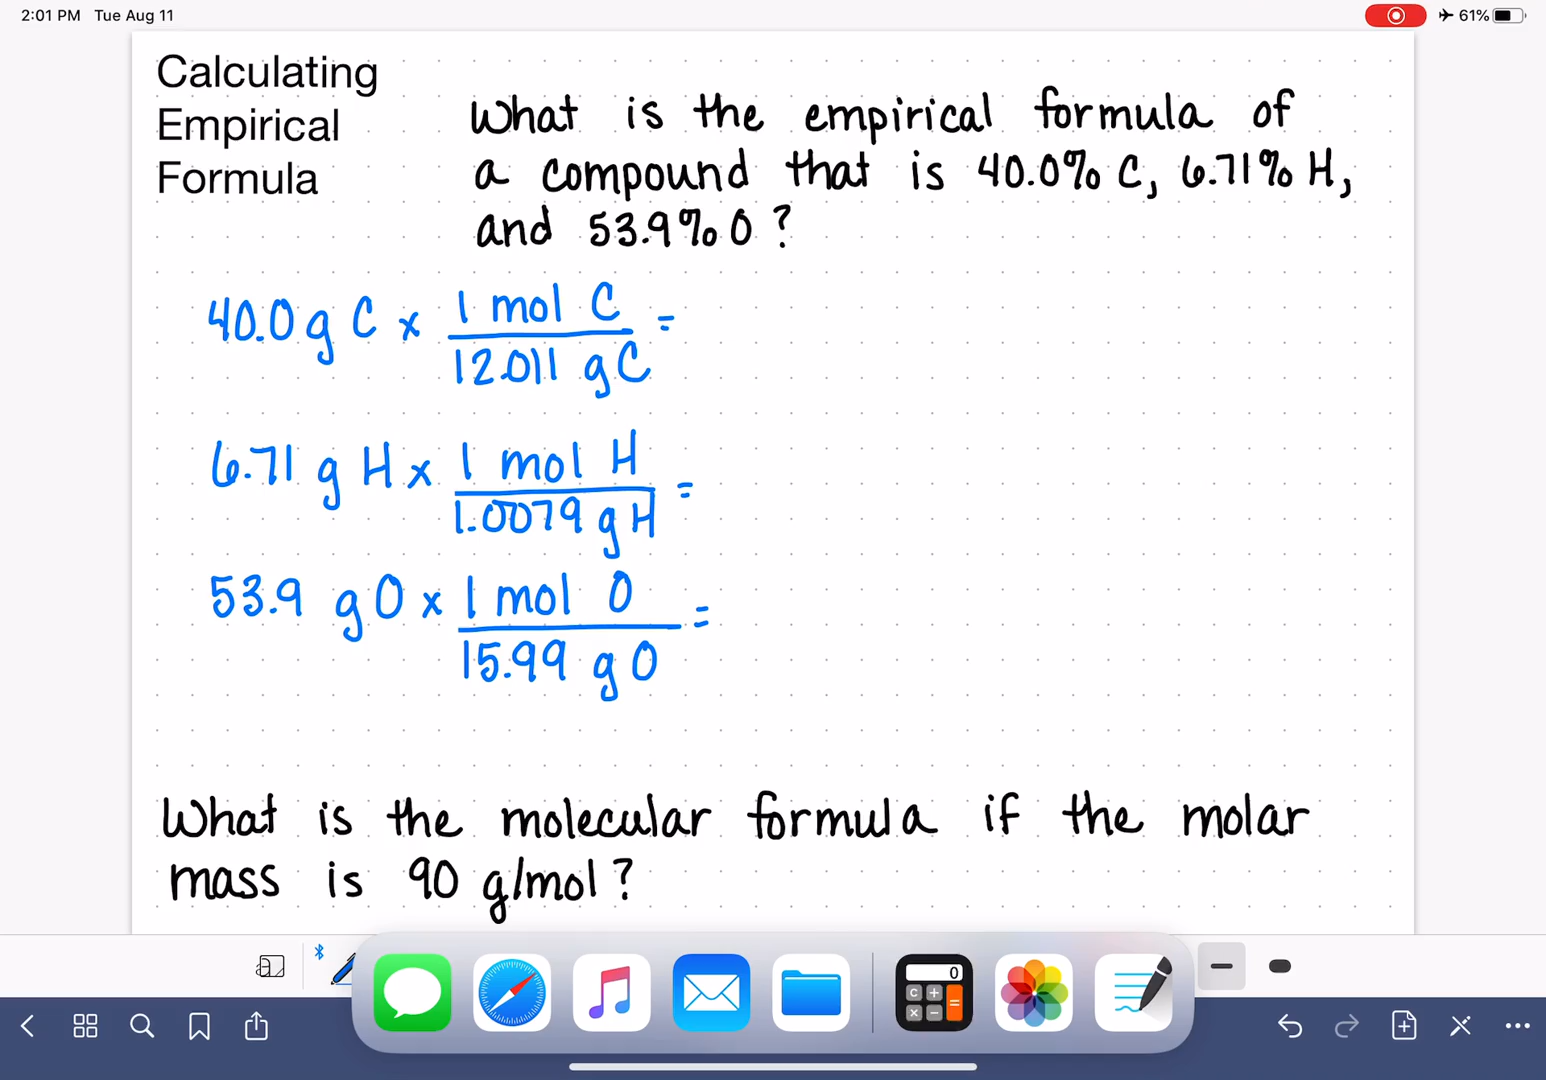 2:01 PM Tue Aug 11
61%
Calculating
Empirical
Formula
What is the empirical formula of
a compound that is 40.0% C, 6.71% H,
and 53.9% O ?
40.0 g C x 1 mol C =
12.011 g C
6.71 g H x 1 mol H =
1.0079 g H
53.9 g O x 1 mol O =
15.99 g O
What is the molecular formula if the molar
mass is 90 g/mol ?
a
0
C + = × −